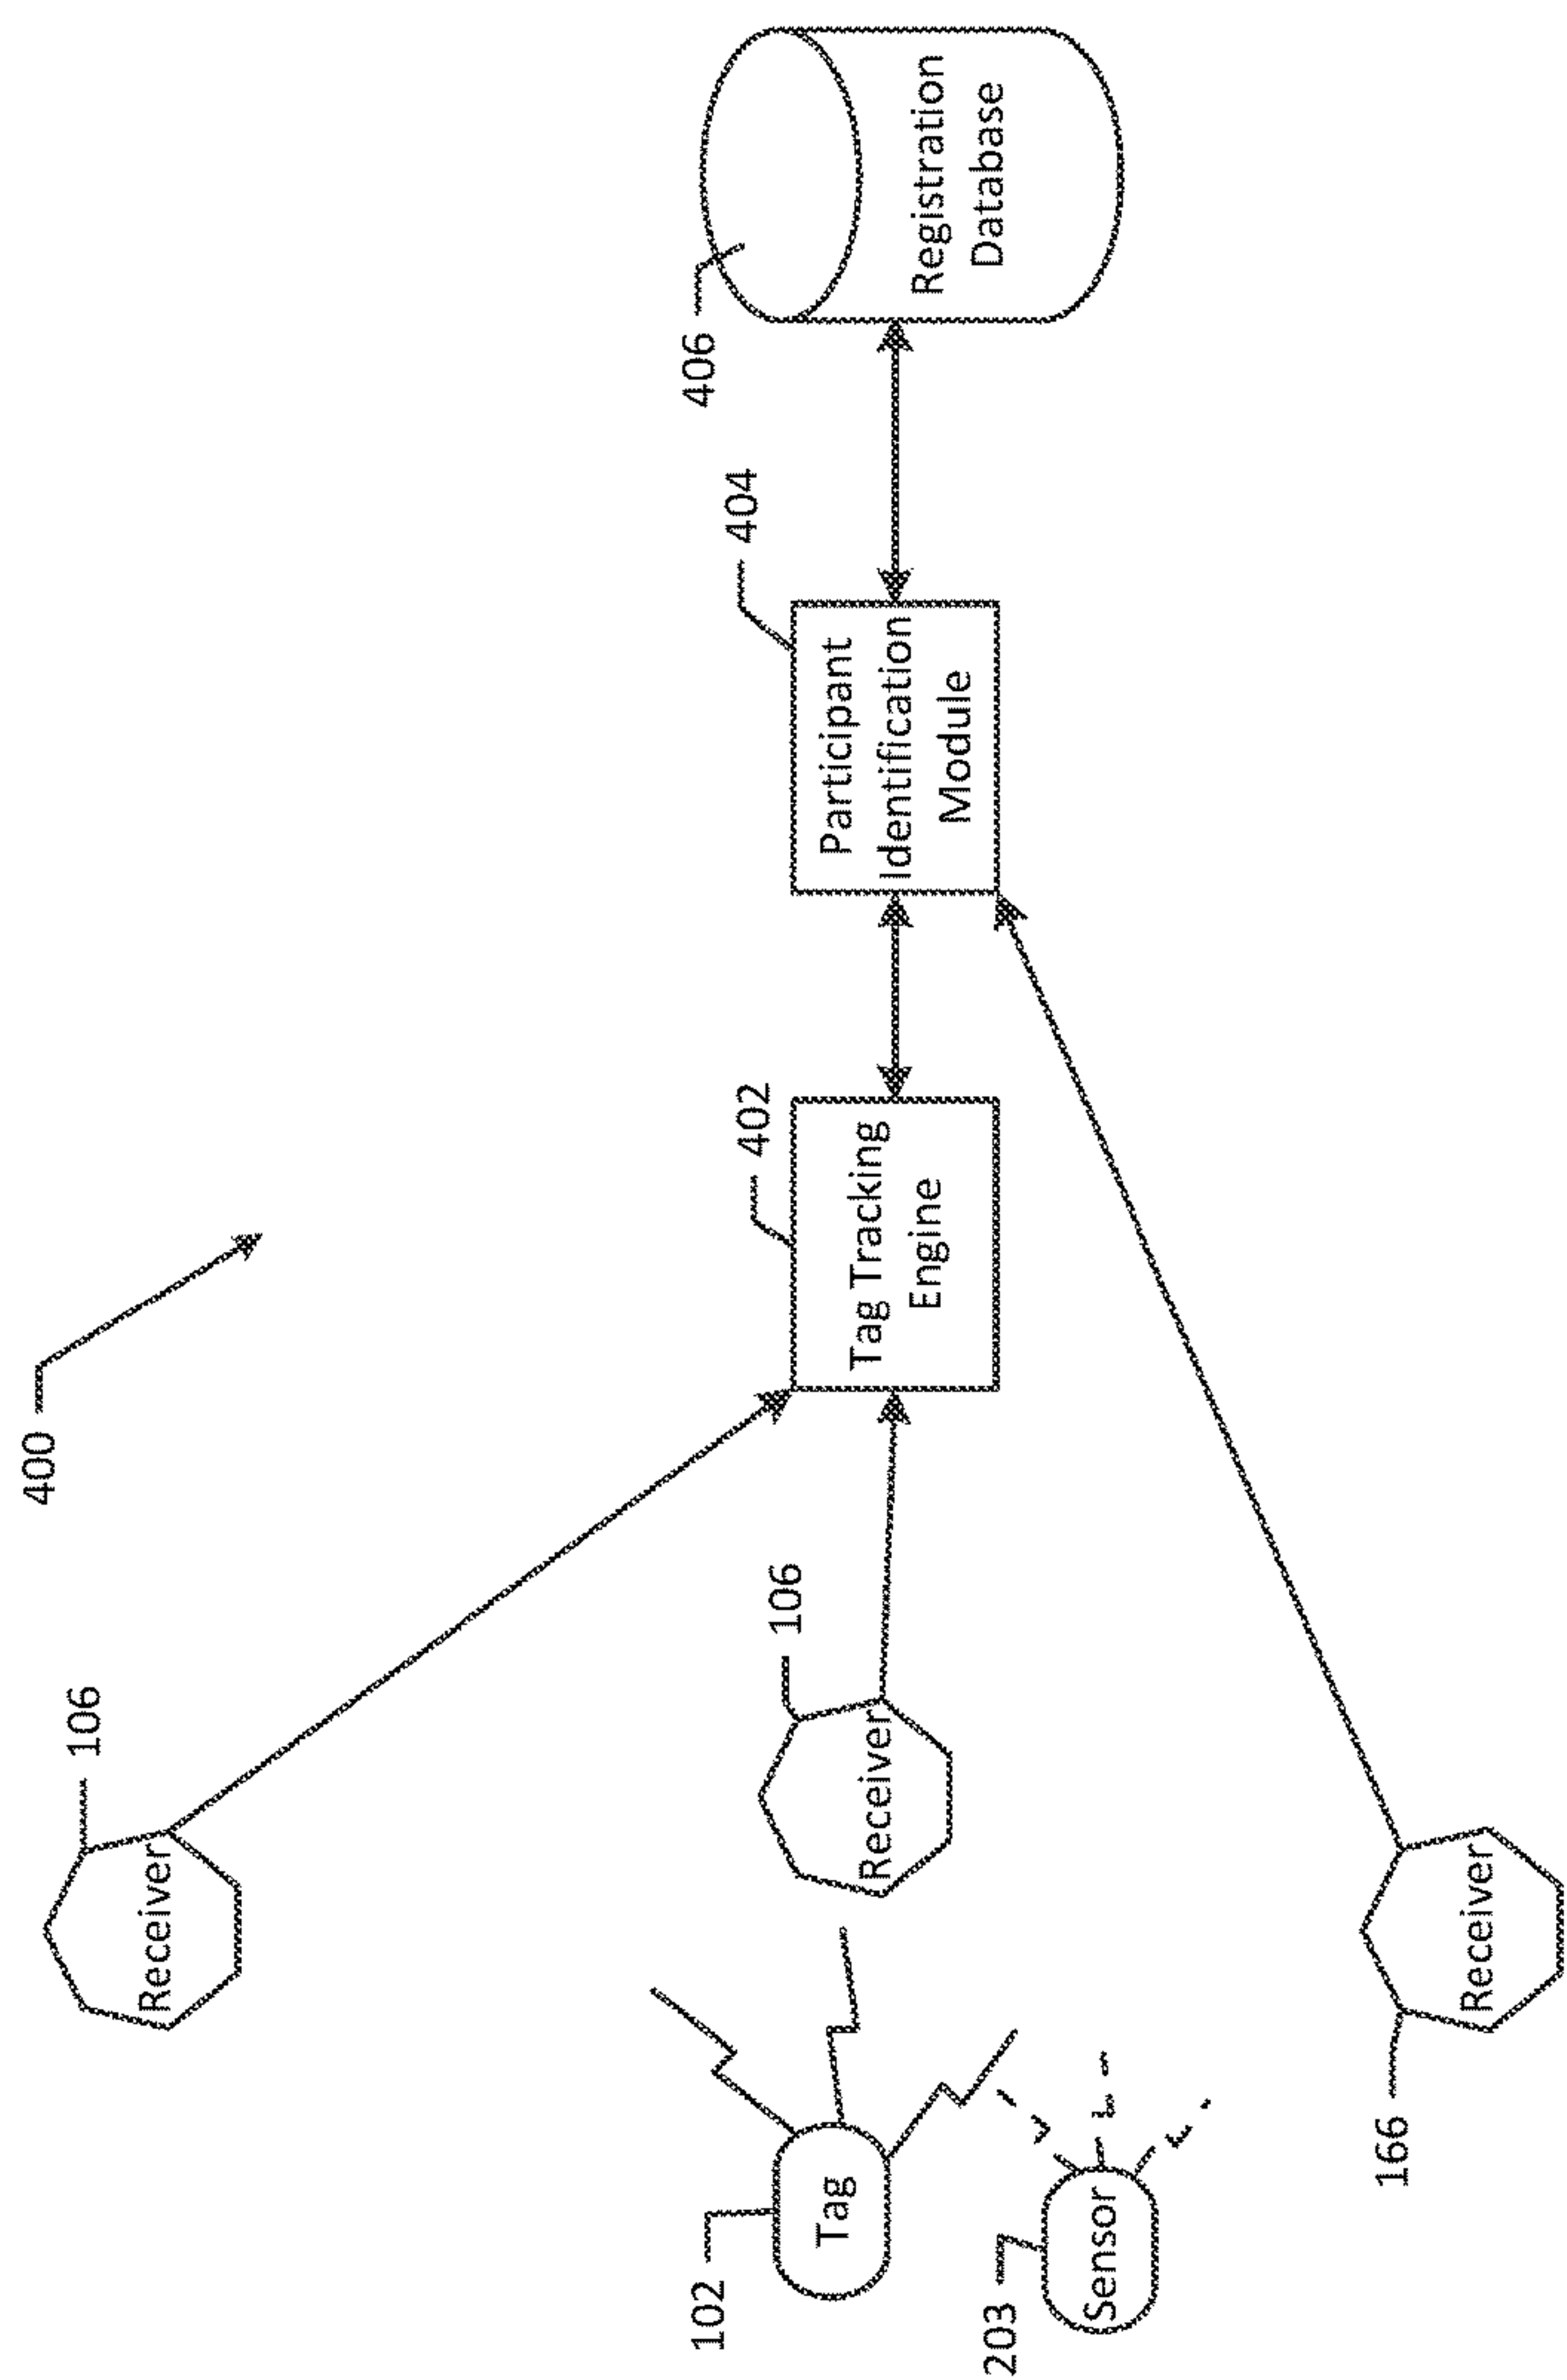 400
106
Receiver
406
Registration
Database
404
Participant
Identification
Module
402
Tag Tracking
Engine
106
Receiver
102
Tag
203
Sensor
166
Receiver